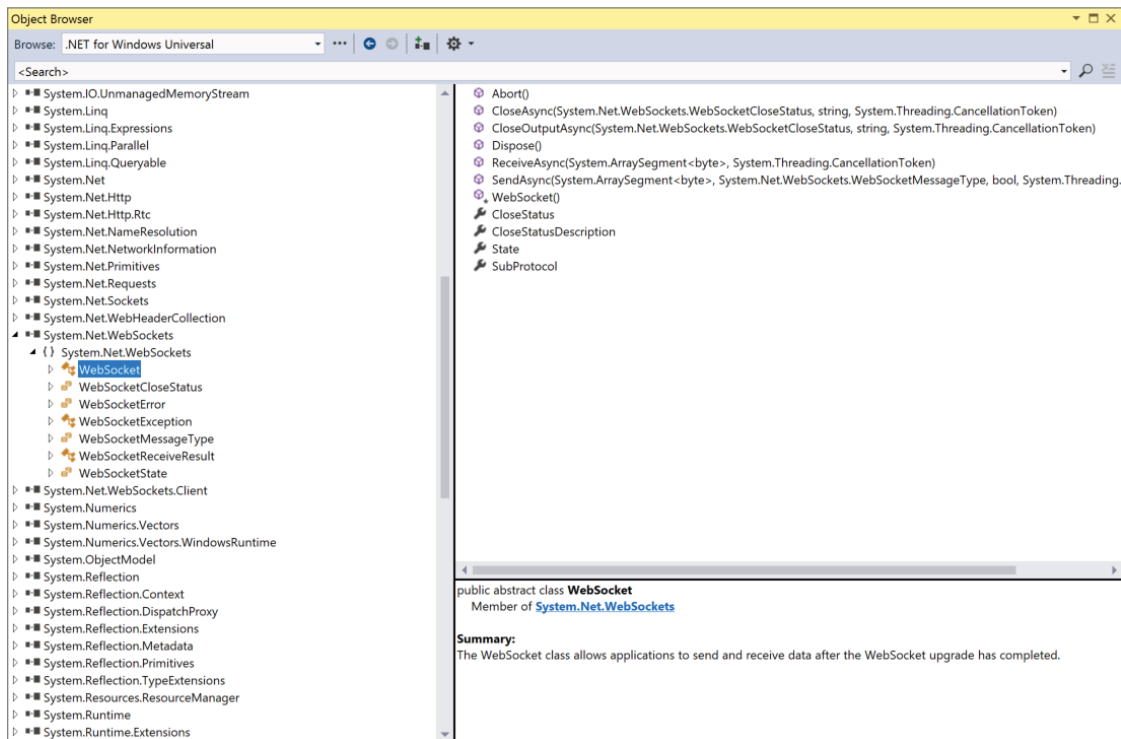 Object Browser
Browse: .NET for Windows Universal
<Search>
System.IO.UnmanagedMemoryStream
System.Linq
System.Linq.Expressions
System.Linq.Parallel
System.Linq.Queryable
System.Net
System.Net.Http
System.Net.Http.Rtc
System.Net.NameResolution
System.Net.NetworkInformation
System.Net.Primitives
System.Net.Requests
System.Net.Sockets
System.Net.WebHeaderCollection
System.Net.WebSockets
{ } System.Net.WebSockets
WebSocket
WebSocketCloseStatus
WebSocketError
WebSocketException
WebSocketMessageType
WebSocketReceiveResult
WebSocketState
System.Net.WebSockets.Client
System.Numerics
System.Numerics.Vectors
System.Numerics.Vectors.WindowsRuntime
System.ObjectModel
System.Reflection
System.Reflection.Context
System.Reflection.DispatchProxy
System.Reflection.Extensions
System.Reflection.Metadata
System.Reflection.Primitives
System.Reflection.TypeExtensions
System.Resources.ResourceManager
System.Runtime
System.Runtime.Extensions
Abort()
CloseAsync(System.Net.WebSockets.WebSocketCloseStatus, string, System.Threading.CancellationToken)
CloseOutputAsync(System.Net.WebSockets.WebSocketCloseStatus, string, System.Threading.CancellationToken)
Dispose()
ReceiveAsync(System.ArraySegment<byte>, System.Threading.CancellationToken)
SendAsync(System.ArraySegment<byte>, System.Net.WebSockets.WebSocketMessageType, bool, System.Threading.
WebSocket()
CloseStatus
CloseStatusDescription
State
SubProtocol
public abstract class WebSocket
Member of System.Net.WebSockets
Summary:
The WebSocket class allows applications to send and receive data after the WebSocket upgrade has completed.